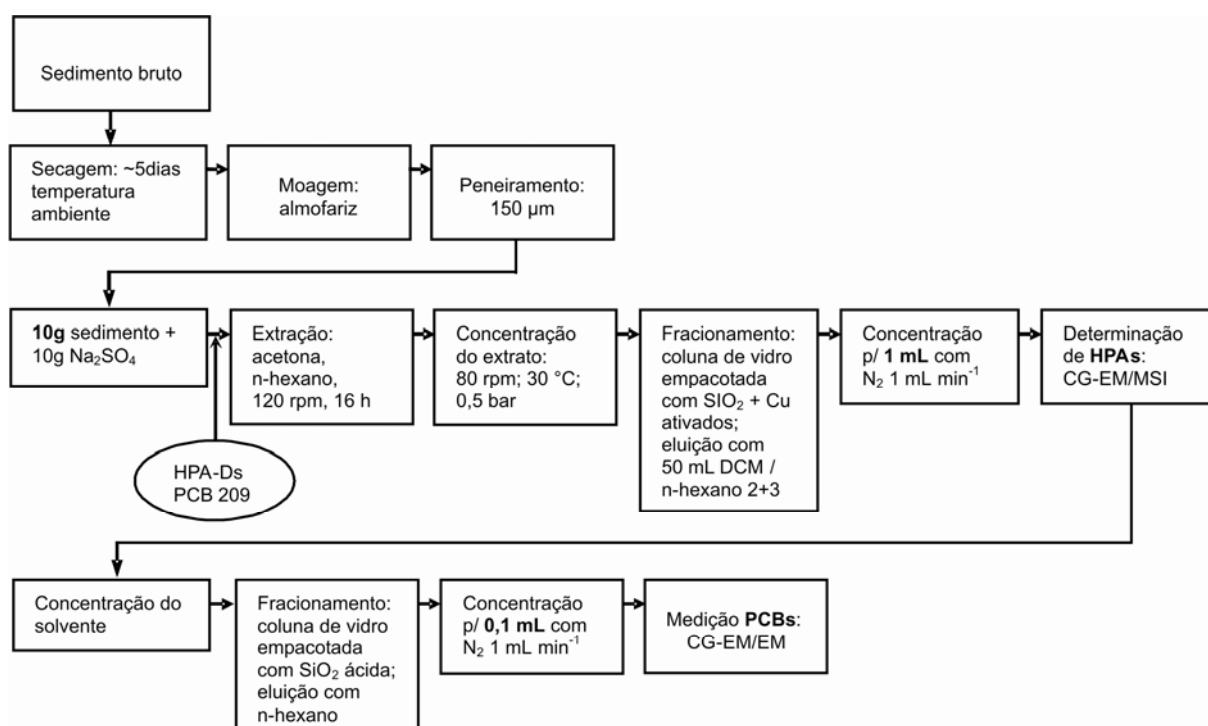 Sedimento bruto
Secagem: ~5dias
temperatura
ambiente
Moagem:
almofariz
Peneiramento:
150 µm
10g sedimento +
10g Na₂SO₄
HPA-Ds
PCB 209
Extração:
acetona,
n-hexano,
120 rpm, 16 h
Concentração
do extrato:
80 rpm; 30 °C;
0,5 bar
Fracionamento:
coluna de vidro
empacotada
com SIO₂ + Cu
ativados;
eluição com
50 mL DCM /
n-hexano 2+3
Concentração
p/ 1 mL com
N₂ 1 mL min⁻¹
Determinação
de HPAs:
CG-EM/MSI
Concentração do
solvente
Fracionamento:
coluna de vidro
empacotada
com SiO₂ ácida;
eluição com
n-hexano
Concentração
p/ 0,1 mL com
N₂ 1 mL min⁻¹
Medição PCBs:
CG-EM/EM